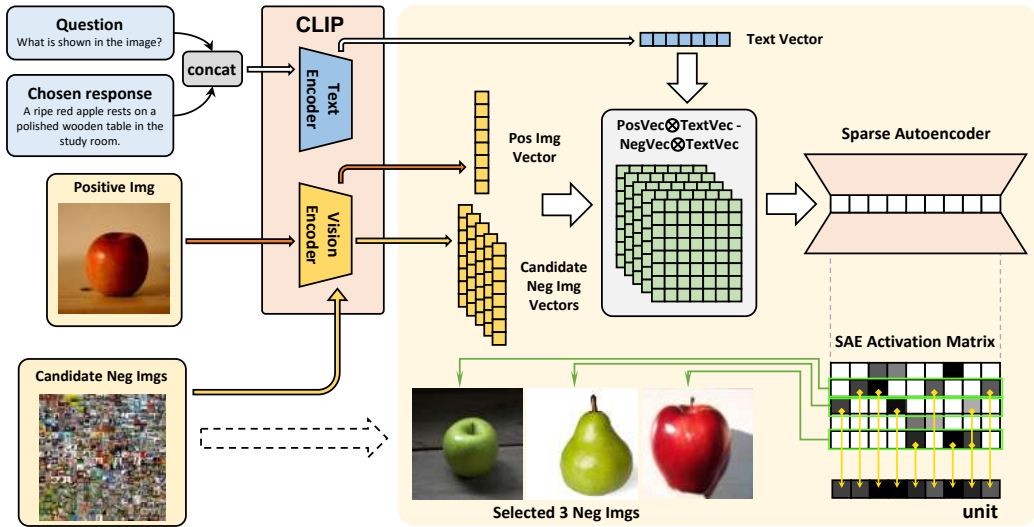 Question
What is shown in the image?
Chosen response
A ripe red apple rests on a
polished wooden table in the
study room.
concat
CLIP
Text
Encoder
Vision
Encoder
Positive Img
Candidate Neg Imgs
Text Vector
Pos Img
Vector
Candidate
Neg Img
Vectors
PosVec⊗TextVec -
NegVec⊗TextVec
Sparse Autoencoder
SAE Activation Matrix
unit
Selected 3 Neg Imgs